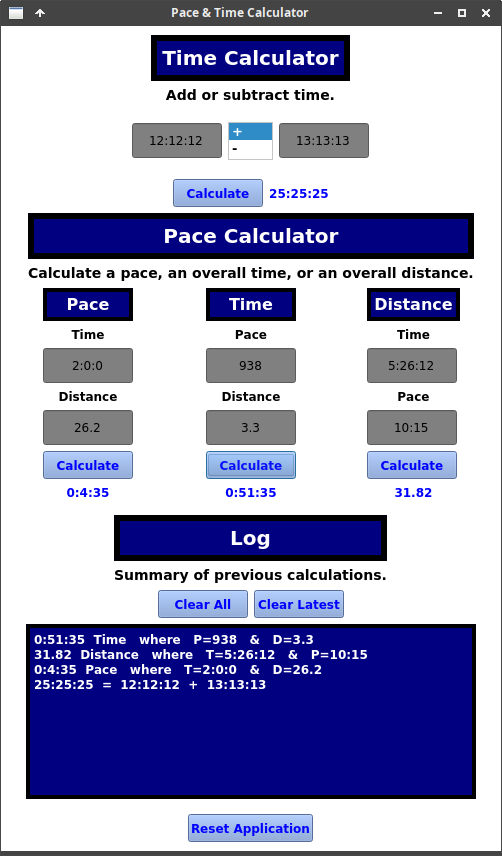 Pace & Time Calculator
Time Calculator
Add or subtract time.
12:12:12 + 13:13:13
-
Calculate 25:25:25
Pace Calculator
Calculate a pace, an overall time, or an overall distance.
Pace Time Distance
Time Pace Time
2:0:0 938 5:26:12
Distance Distance Pace
26.2 3.3 10:15
Calculate Calculate Calculate
0:4:35 0:51:35 31.82
Log
Summary of previous calculations.
Clear All Clear Latest
0:51:35 Time where P=938 & D=3.3
31.82 Distance where T=5:26:12 & P=10:15
0:4:35 Pace where T=2:0:0 & D=26.2
25:25:25 = 12:12:12 + 13:13:13
Reset Application